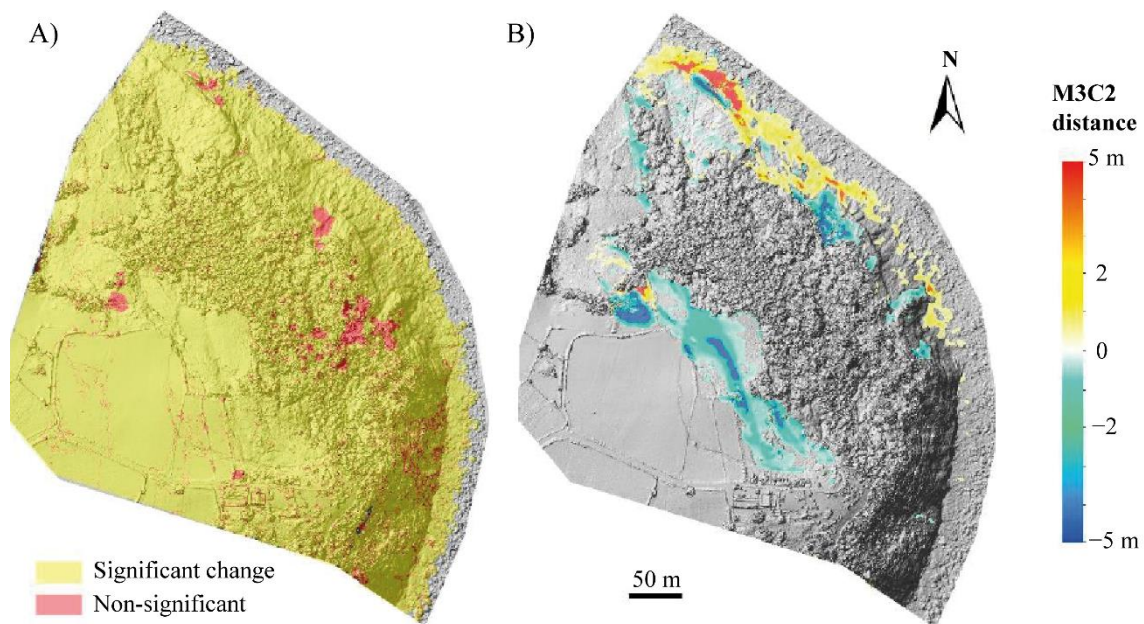 A)
B)
N
M3C2
distance
5 m
2
0
−2
−5 m
Significant change
Non-significant
50 m